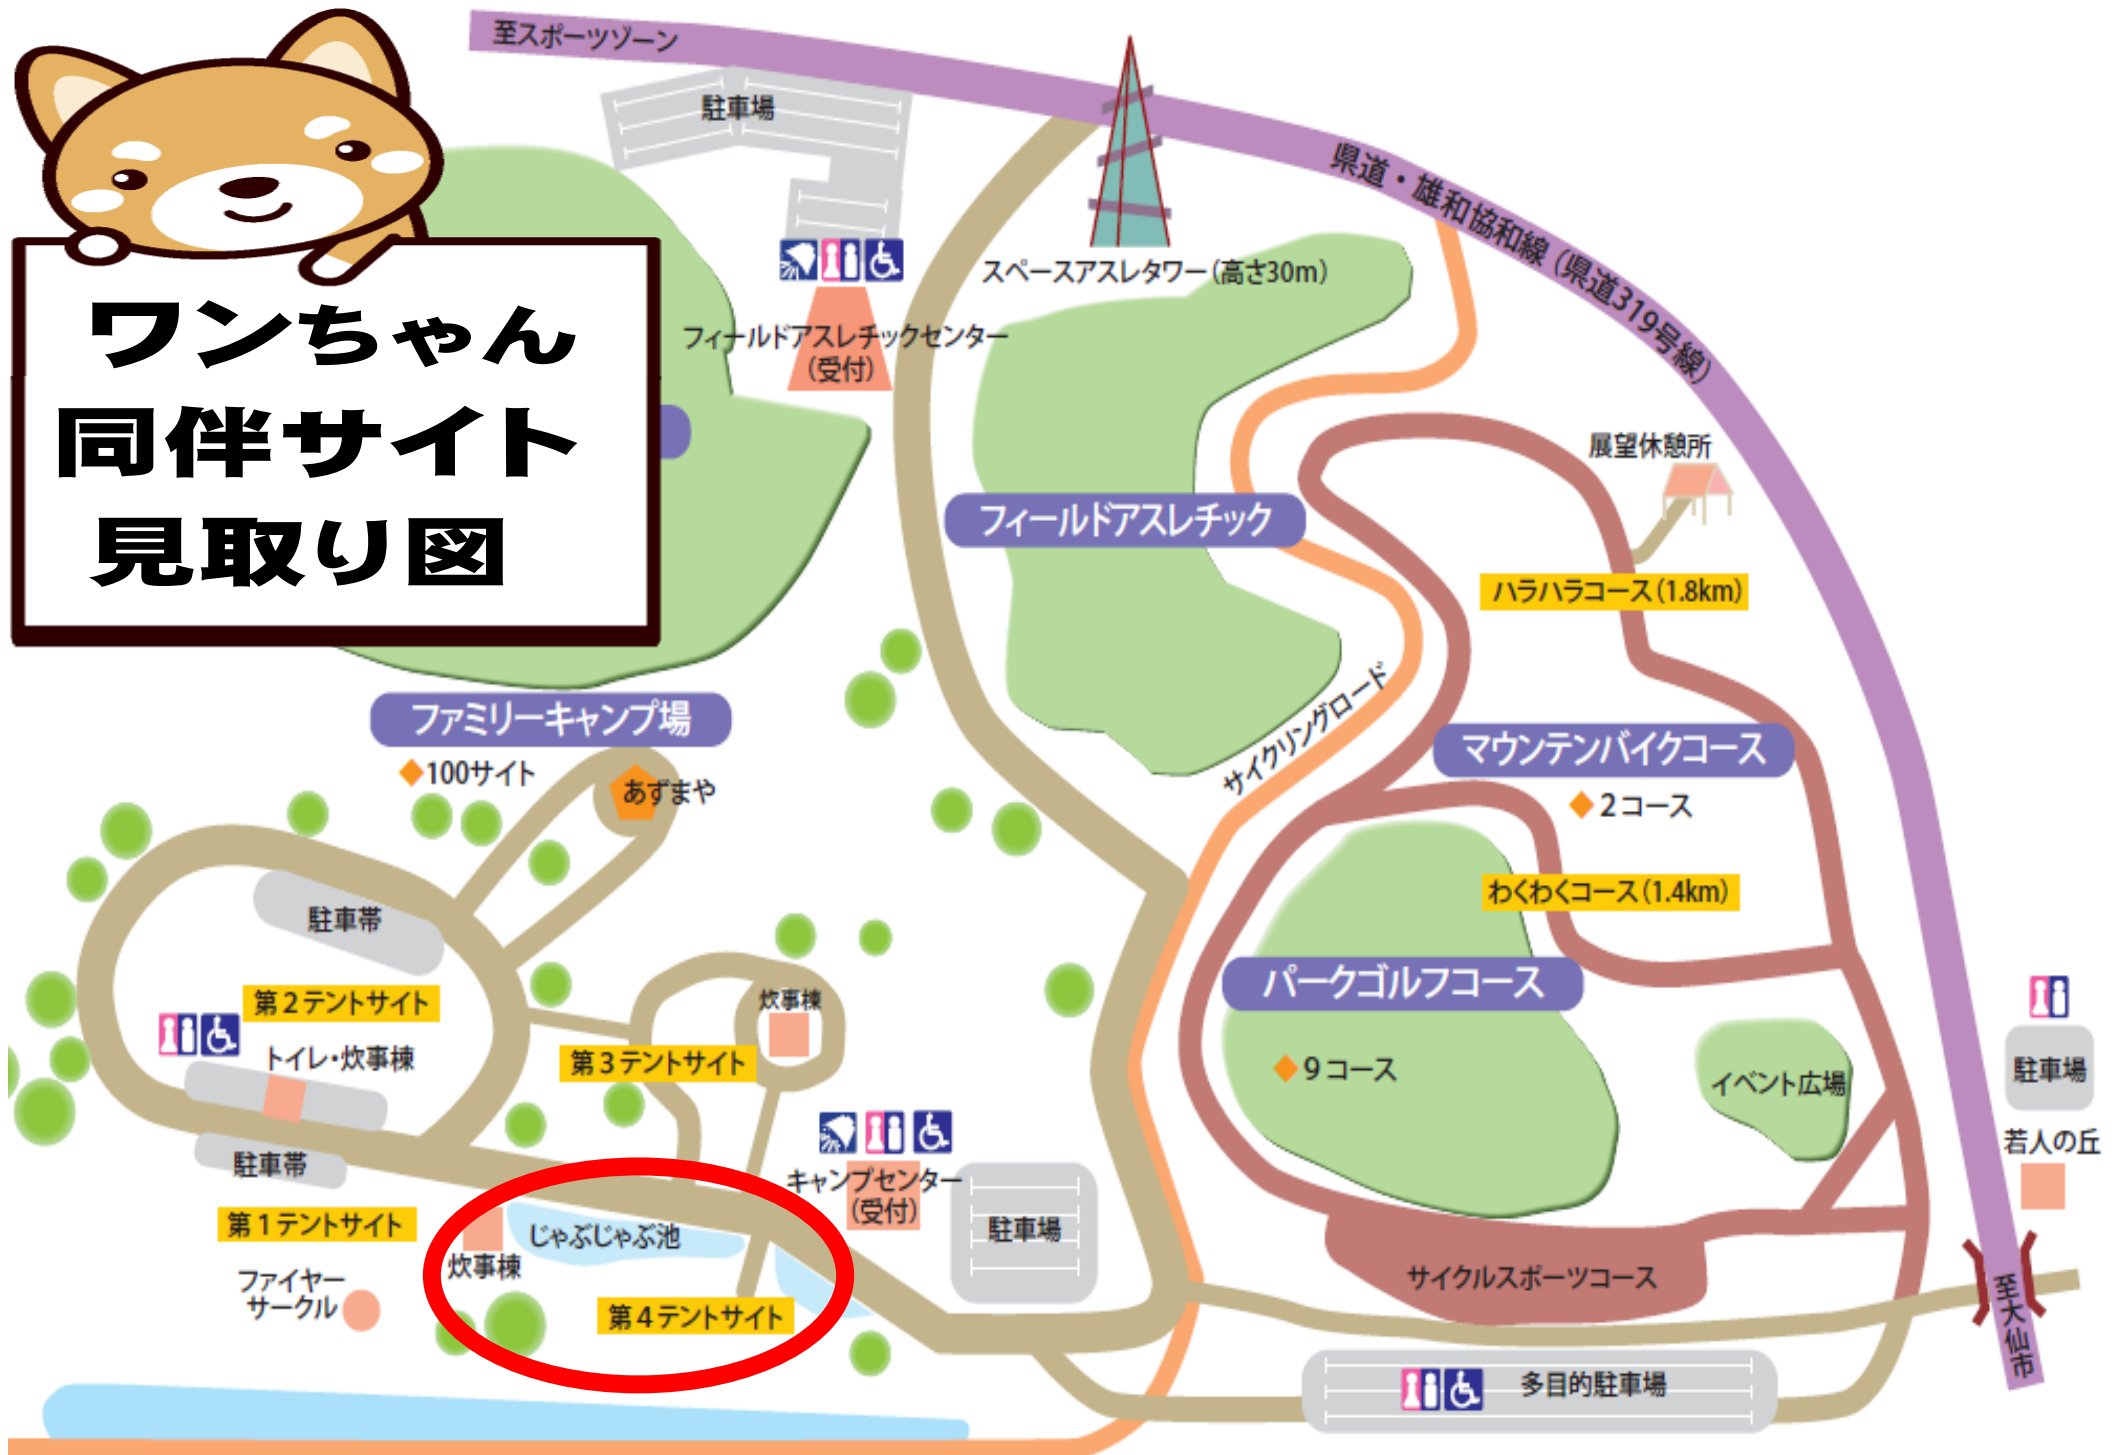 至スポーツゾーン
駐車場
県道・雄和協和線（県道319号線）
スペースアスレタワー（高さ30m）
ワンちゃん
同伴サイト
見取り図
フィールドアスレチックセンター
（受付）
展望休憩所
フィールドアスレチック
ハラハラコース（1.8km）
サイクリングロード
ファミリーキャンプ場
◆100サイト
あずまや
マウンテンバイクコース
◆2コース
わくわくコース（1.4km）
駐車帯
第2テントサイト
トイレ・炊事棟
炊事棟
第3テントサイト
パークゴルフコース
◆9コース
イベント広場
駐車場
若人の丘
駐車帯
キャンプセンター
（受付）
駐車場
第1テントサイト
じゃぶじゃぶ池
炊事棟
ファイヤー
サークル
第4テントサイト
サイクルスポーツコース
至大仙市
多目的駐車場